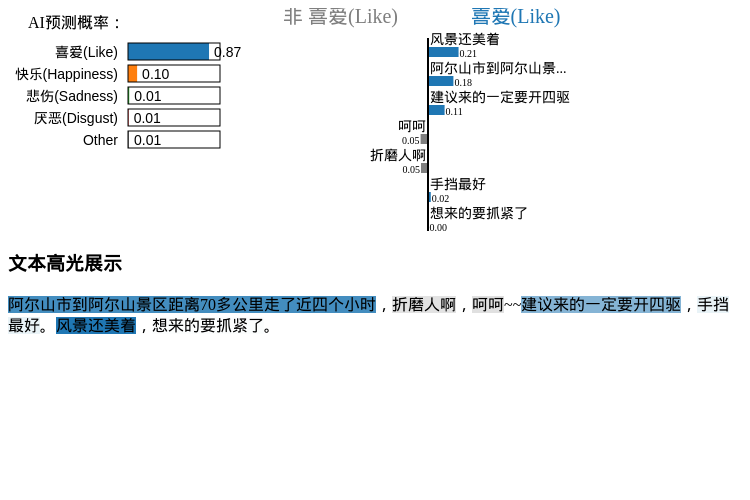 AI预测概率：
喜爱(Like) 0.87
快乐(Happiness) 0.10
悲伤(Sadness) 0.01
厌恶(Disgust) 0.01
Other 0.01
非 喜爱(Like) 喜爱(Like)
风景还美着
0.21
阿尔山市到阿尔山景...
0.18
建议来的一定要开四驱
0.11
呵呵
0.05
折磨人啊
0.05
手挡最好
0.02
想来的要抓紧了
0.00
文本高光展示
阿尔山市到阿尔山景区距离70多公里走了近四个小时，折磨人啊，呵呵~~建议来的一定要开四驱，手挡
最好。风景还美着，想来的要抓紧了。